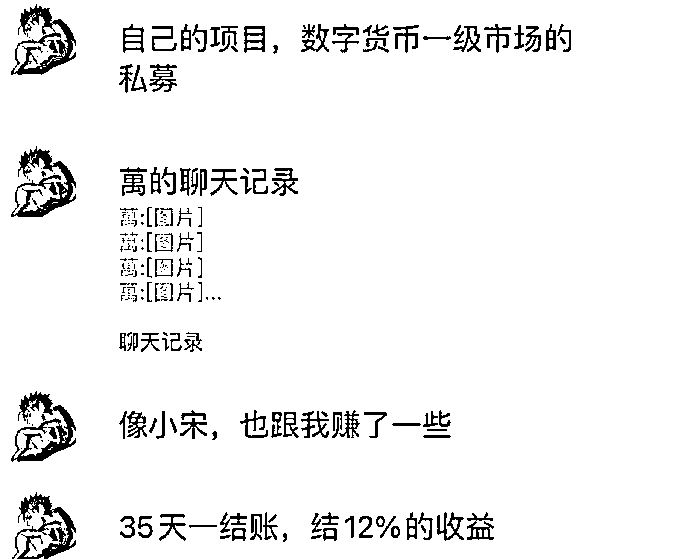 自己的项目，数字货币一级市场的
私募
萬的聊天记录
萬:[图片]
萬:[图片]
萬:[图片]
萬:[图片]...
聊天记录
像小宋，也跟我赚了一些
35天一结账，结12%的收益